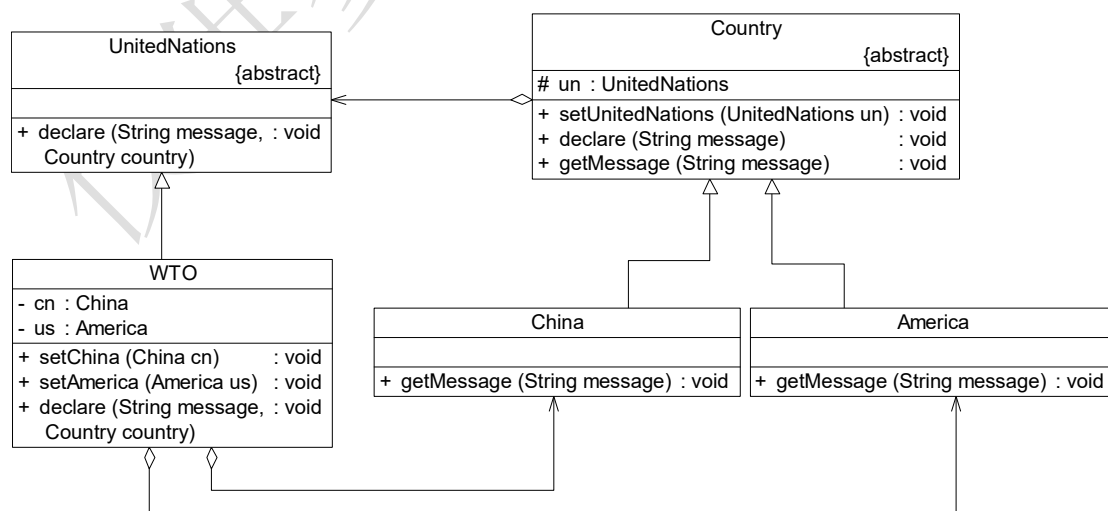 UnitedNations
{abstract}
+ declare (String message, : void
Country country)
Country
{abstract}
# un : UnitedNations
+ setUnitedNations (UnitedNations un) : void
+ declare (String message) : void
+ getMessage (String message) : void
WTO
- cn : China
- us : America
+ setChina (China cn) : void
+ setAmerica (America us) : void
+ declare (String message, : void
Country country)
China
+ getMessage (String message) : void
America
+ getMessage (String message) : void